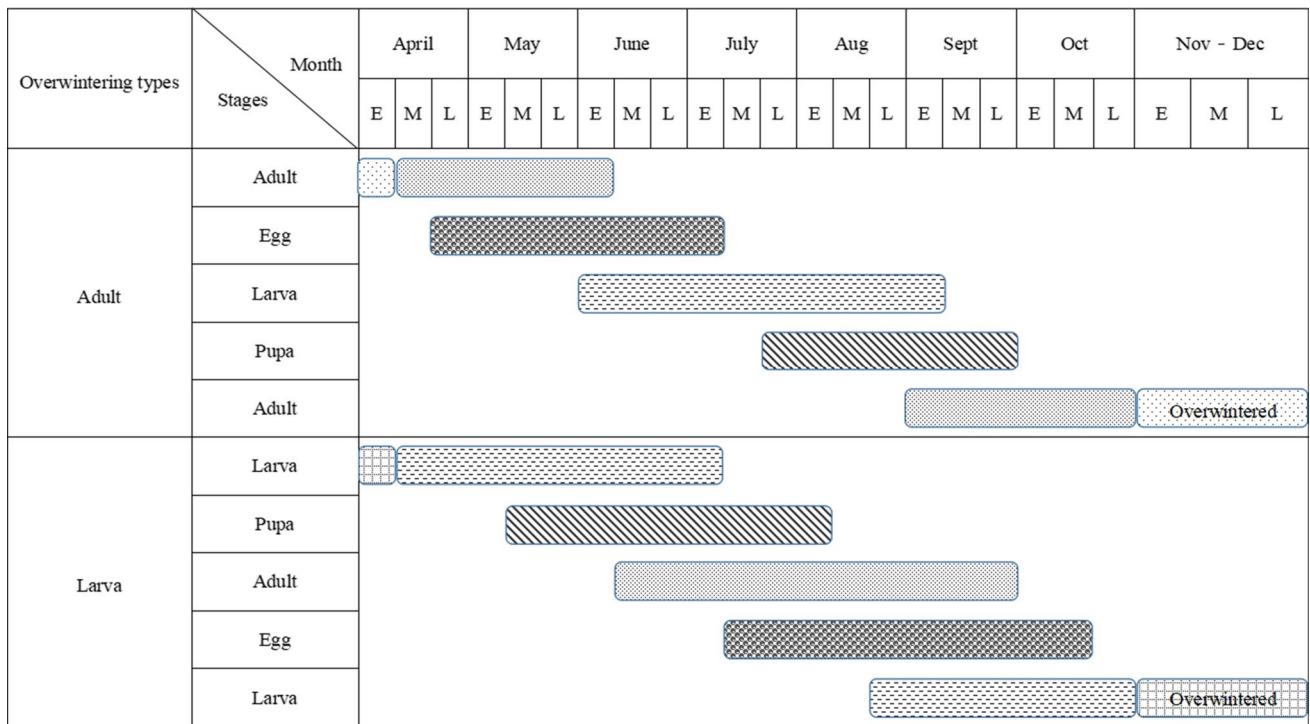 Overwintering types
Month
Stages
April May June July Aug Sept Oct Nov - Dec
E M L E M L E M L E M L E M L E M L E M L E M L
Adult
Adult
Egg
Larva
Pupa
Adult Overwintered
Larva
Larva
Pupa
Adult
Egg
Larva Overwintered